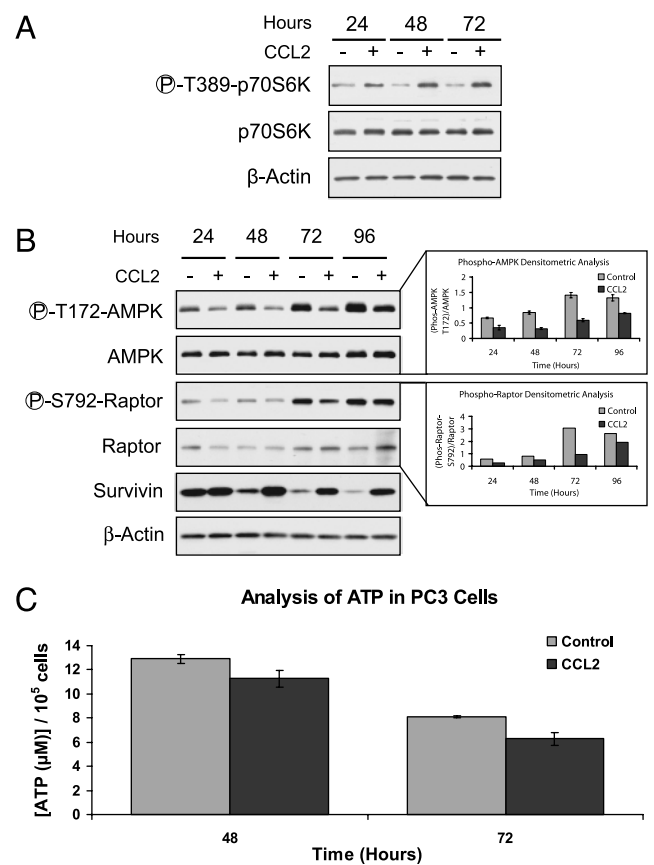 A
Hours 24 48 72
CCL2 - + - + - +
Ⓟ-T389-p70S6K
p70S6K
β-Actin
B
Hours 24 48 72 96
CCL2 - + - + - + - +
Ⓟ-T172-AMPK
AMPK
Ⓟ-S792-Raptor
Raptor
Survivin
β-Actin
Phospho-AMPK Densitometric Analysis
(Phos-AMPK
T172)/AMPK
2
1.5
1
0.5
0
Control
CCL2
24 48 72 96
Time (Hours)
Phospho-Raptor Densitometric Analysis
(Phos-Raptor-
S792)/Raptor
4
3
2
1
0
Control
CCL2
24 48 72 96
Time (Hours)
C
Analysis of ATP in PC3 Cells
[ATP (µM)] / 10⁵ cells
14
12
10
8
6
4
2
0
Control
CCL2
48 72
Time (Hours)